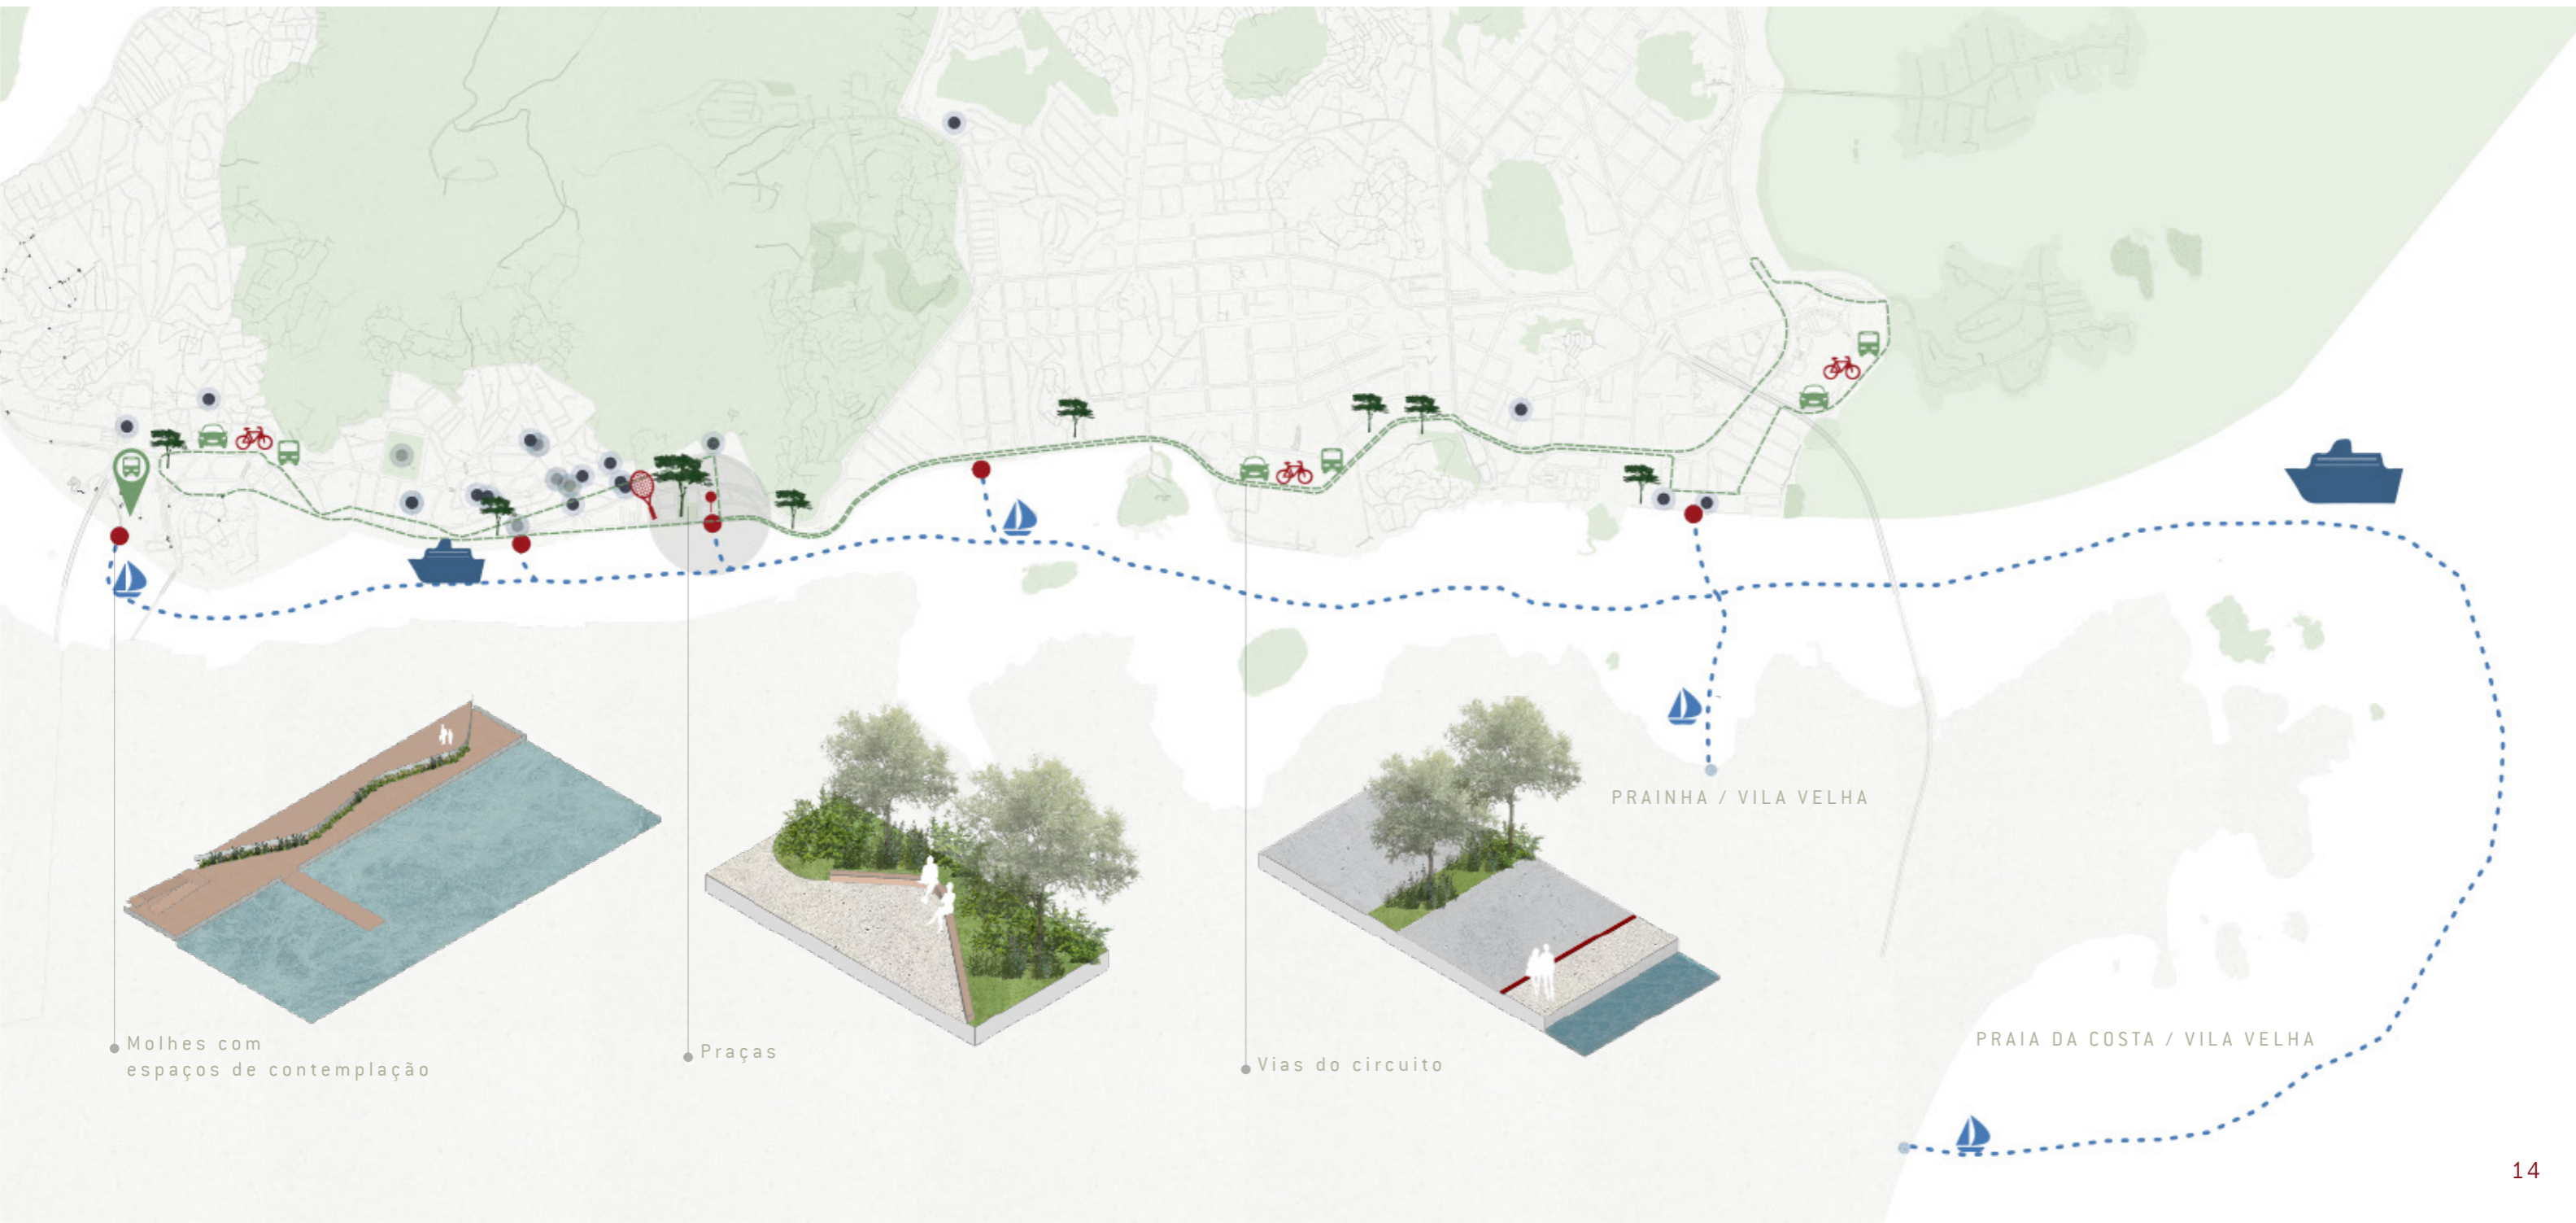 PRAINHA / VILA VELHA
PRAIA DA COSTA / VILA VELHA
Molhes com
espaços de contemplação
Praças
Vias do circuito
14